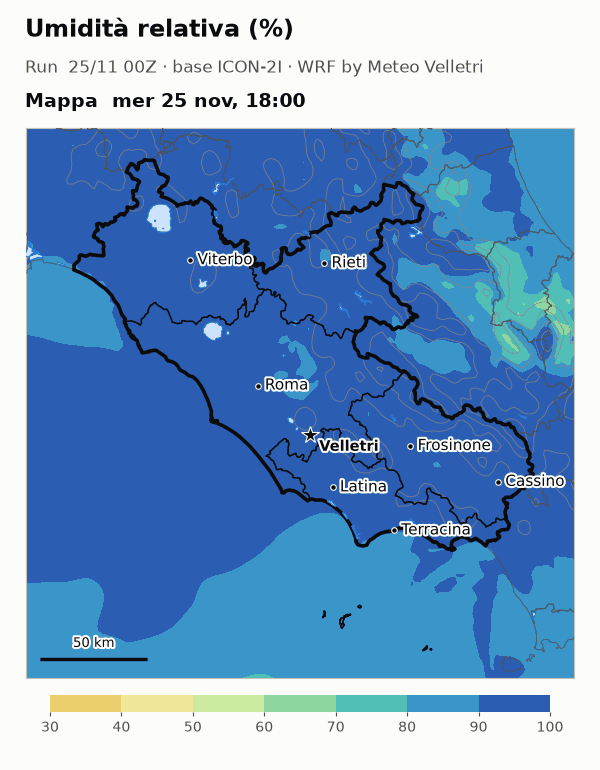 Umidità relativa (%)
Run 25/11 00Z · base ICON-2I · WRF by Meteo Velletri
Mappa mer 25 nov, 18:00
Viterbo
Rieti
Roma
Velletri
Frosinone
Latina
Cassino
Terracina
50 km
30 40 50 60 70 80 90 100